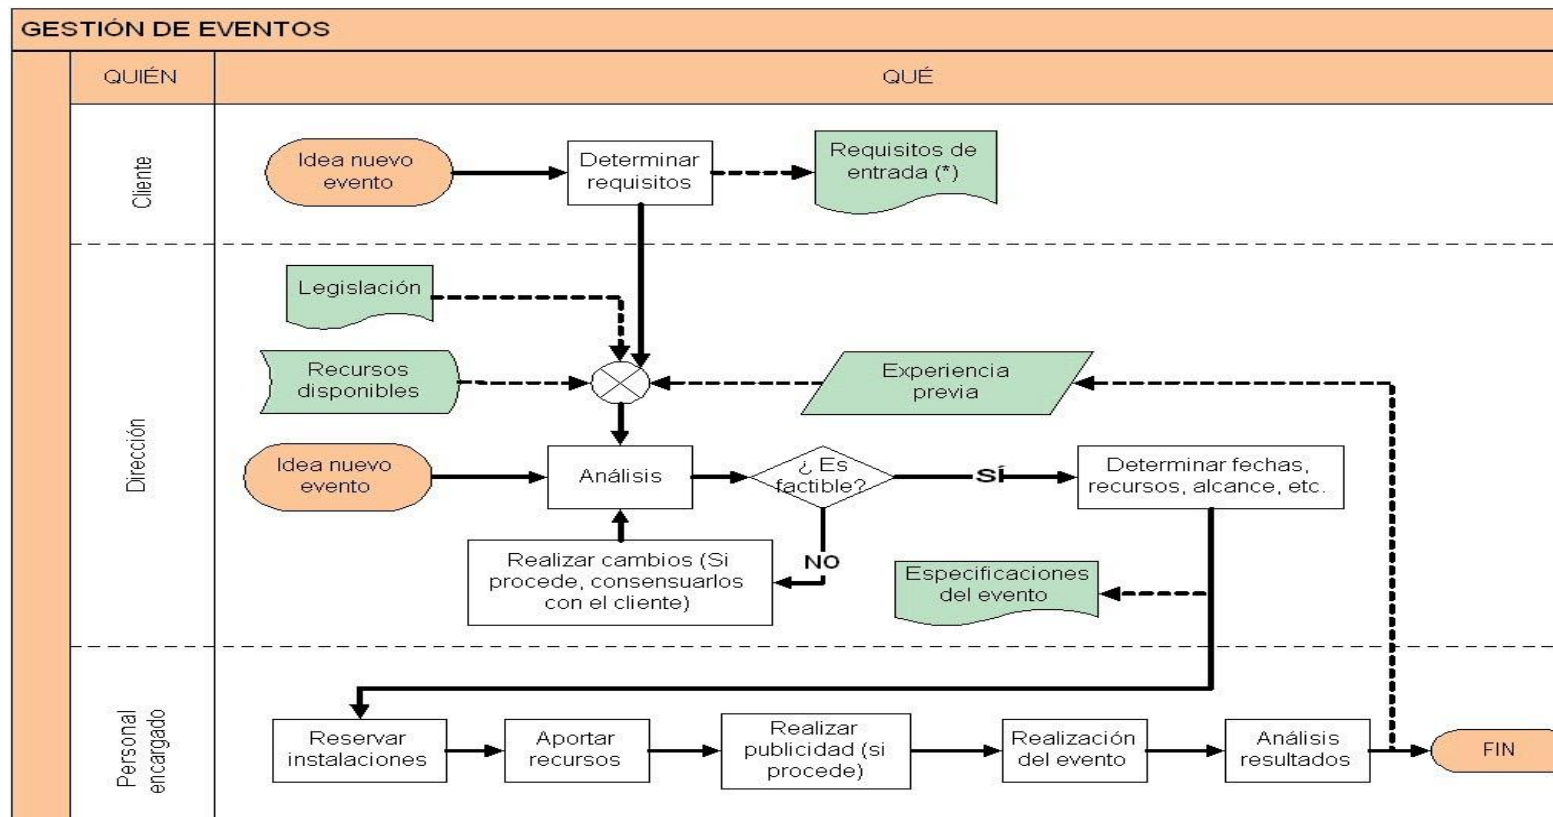 GESTIÓN DE EVENTOS
QUIÉN
QUÉ
Cliente
Idea nuevo
evento
Determinar
requisitos
Requisitos de
entrada (*)
Dirección
Legislación
Recursos
disponibles
Experiencia
previa
Idea nuevo
evento
Análisis
¿ Es
factible?
SÍ
Determinar fechas,
recursos, alcance, etc.
NO
Realizar cambios (Si
procede, consensuarlos
con el cliente)
Especificaciones
del evento
Personal
encargado
Reservar
instalaciones
Aportar
recursos
Realizar
publicidad (si
procede)
Realización
del evento
Análisis
resultados
FIN